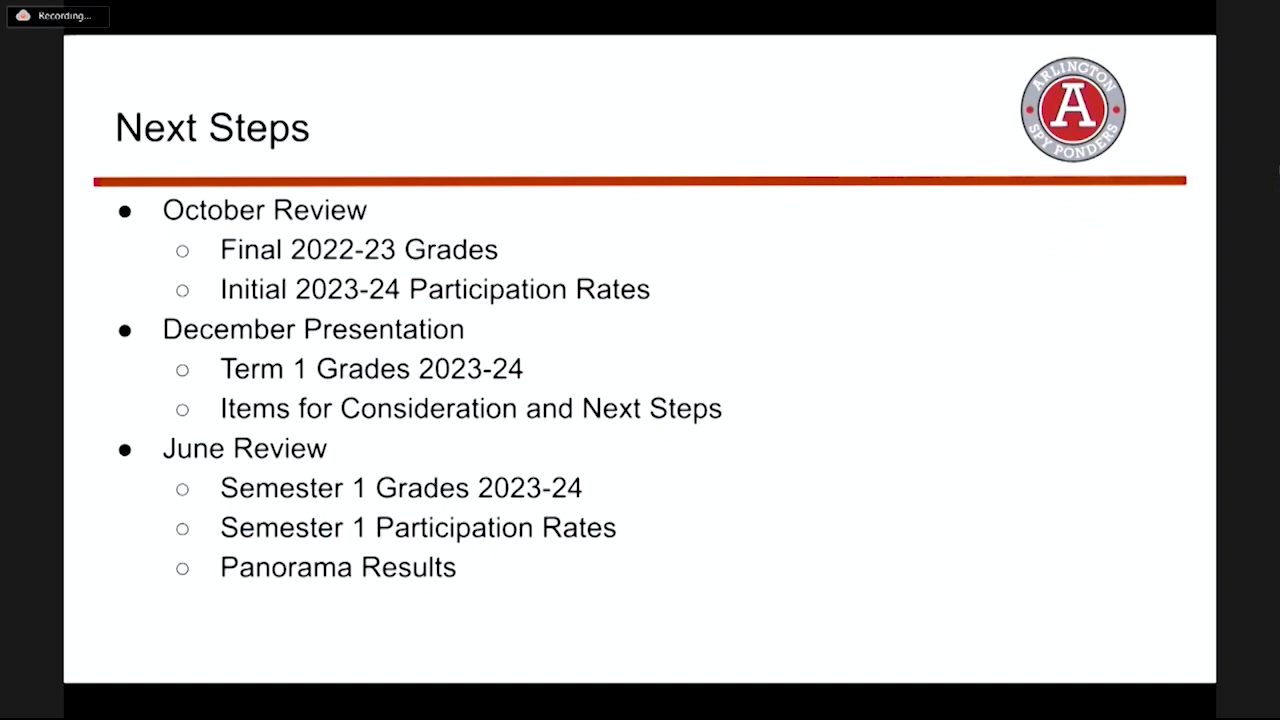 Recording...
ARLINGTON
A
SPY PONDERS
Next Steps
● October Review
○ Final 2022-23 Grades
○ Initial 2023-24 Participation Rates
● December Presentation
○ Term 1 Grades 2023-24
○ Items for Consideration and Next Steps
● June Review
○ Semester 1 Grades 2023-24
○ Semester 1 Participation Rates
○ Panorama Results